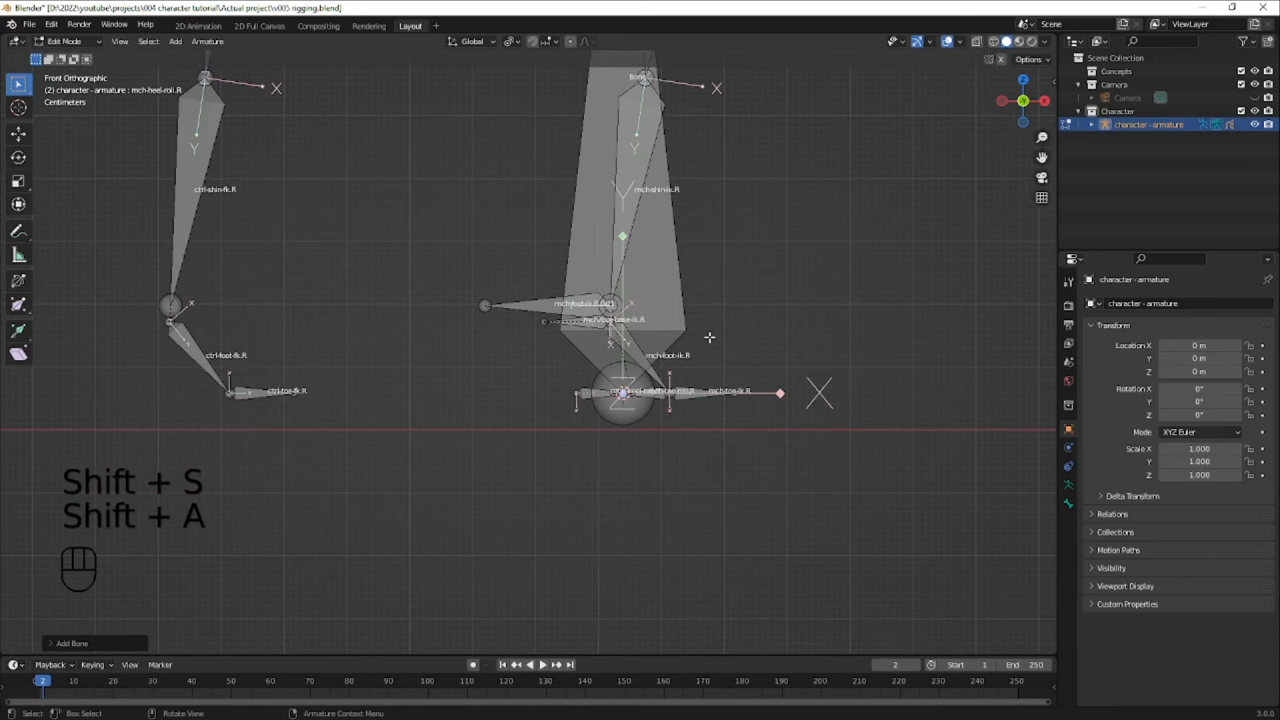 Blender* [D:\2022\youtube\projects\004 character tutorial\Actual project\v005 rigging.blend]
File Edit Render Window Help 2D Animation 2D Full Canvas Compositing Rendering Layout + Scene ViewLayer
Edit Mode View Select Add Armature Global
Options
Front Orthographic
(2) character - armature : mch-heel-roll.R
Centimeters
X
Bone
X
Y
Y
ctrl-shin-fk.R
Y
mch-shin-ik.R
ctrl-foot-fk.R
mch-foot-ik.R
ctrl-toe-fk.R
mch-toe-ik.R
X
Z
Shift + S
Shift + A
Add Bone
Scene Collection
Concepts
Camera
Camera
Character
character - armature
character - armature
character - armature
Transform
Location X 0 m
Y 0 m
Z 0 m
Rotation X 0°
Y 0°
Z 0°
Mode XYZ Euler
Scale X 1.000
Y 1.000
Z 1.000
Delta Transform
Relations
Collections
Motion Paths
Visibility
Viewport Display
Custom Properties
Playback Keying View Marker 2 Start 1 End 250
2 10 20 30 40 50 60 70 80 90 100 110 120 130 140 150 160 170 180 190 200 210 220 230 240 250
Select Box Select Rotate View Armature Context Menu 3.0.0